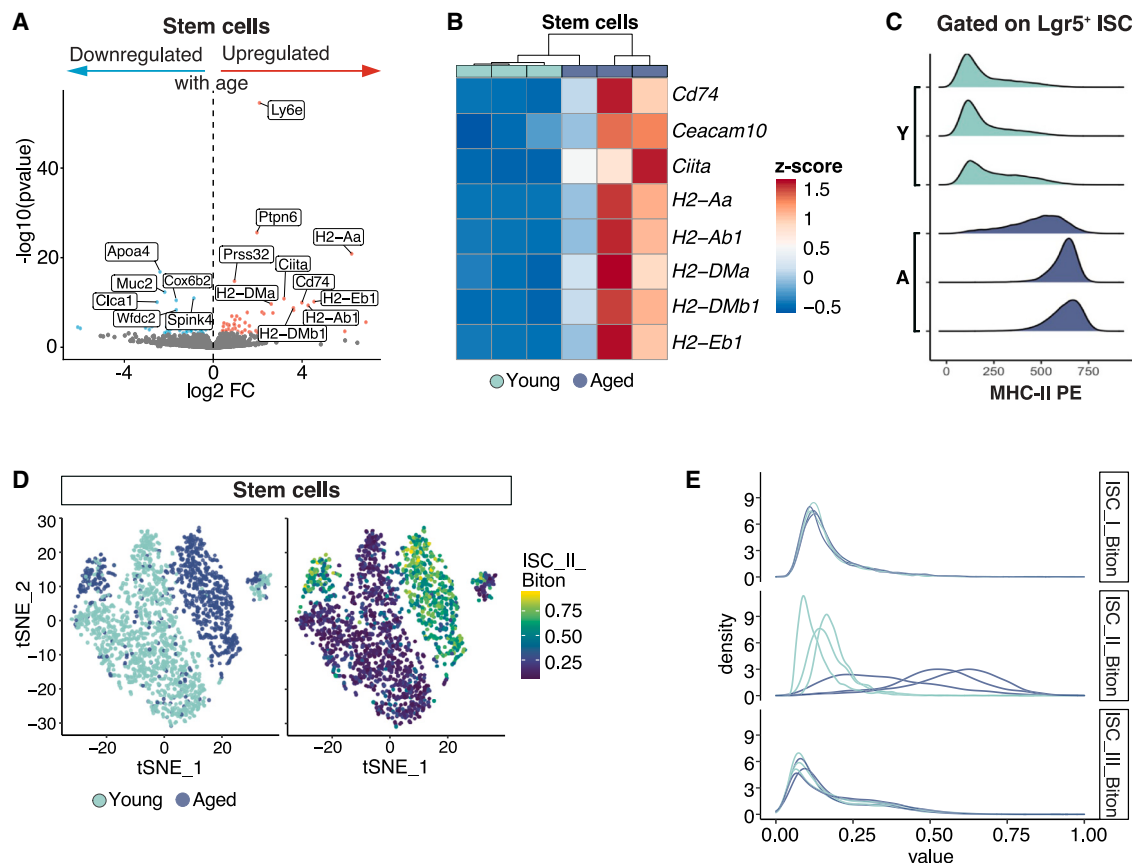 A
Stem cells
Downregulated
Upregulated
with age
Ly6e
Ptpn6
H2-Aa
Apoa4
Prss32
Ciita
Muc2
Cox6b2
Cd74
Clca1
H2-DMa
H2-Eb1
Wfdc2
Spink4
H2-Ab1
H2-DMb1
-log10(pvalue)
40
20
0
-4
0
4
log2 FC
B
Stem cells
Cd74
Ceacam10
Ciita
H2-Aa
H2-Ab1
H2-DMa
H2-DMb1
H2-Eb1
z-score
1.5
1
0.5
0
-0.5
Young
Aged
C
Gated on Lgr5+ ISC
Y
A
0
250
500
750
MHC-II PE
D
Stem cells
30
20
10
0
-10
-20
-30
tSNE_2
-20
0
20
tSNE_1
-20
0
20
tSNE_1
ISC_II_
Biton
0.75
0.50
0.25
Young
Aged
E
9
6
3
0
ISC_I_Biton
9
6
3
0
ISC_II_Biton
9
6
3
0
ISC_III_Biton
density
0.00
0.25
0.50
0.75
1.00
value